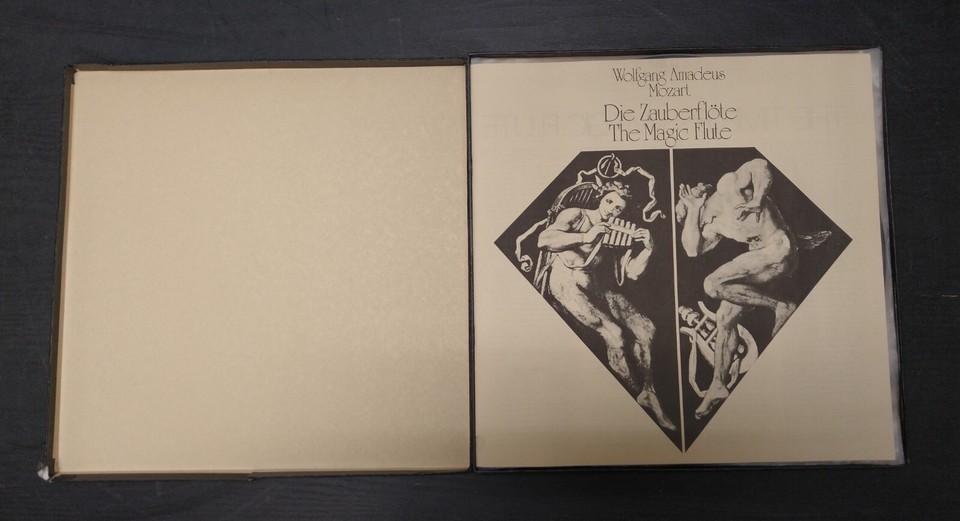 Wolfgang Amadeus
Mozart
Die Zauberflöte
The Magic Flute